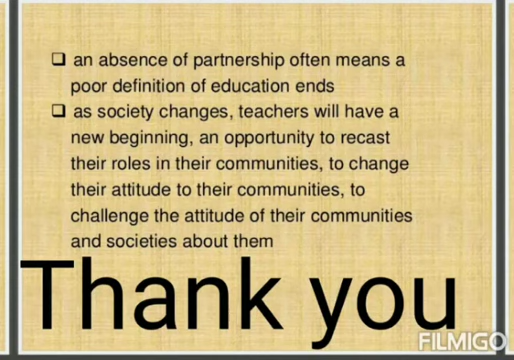 ❑ an absence of partnership often means a
poor definition of education ends
❑ as society changes, teachers will have a
new beginning, an opportunity to recast
their roles in their communities, to change
their attitude to their communities, to
challenge the attitude of their communities
and societies about them
Thank you
FILMIGO